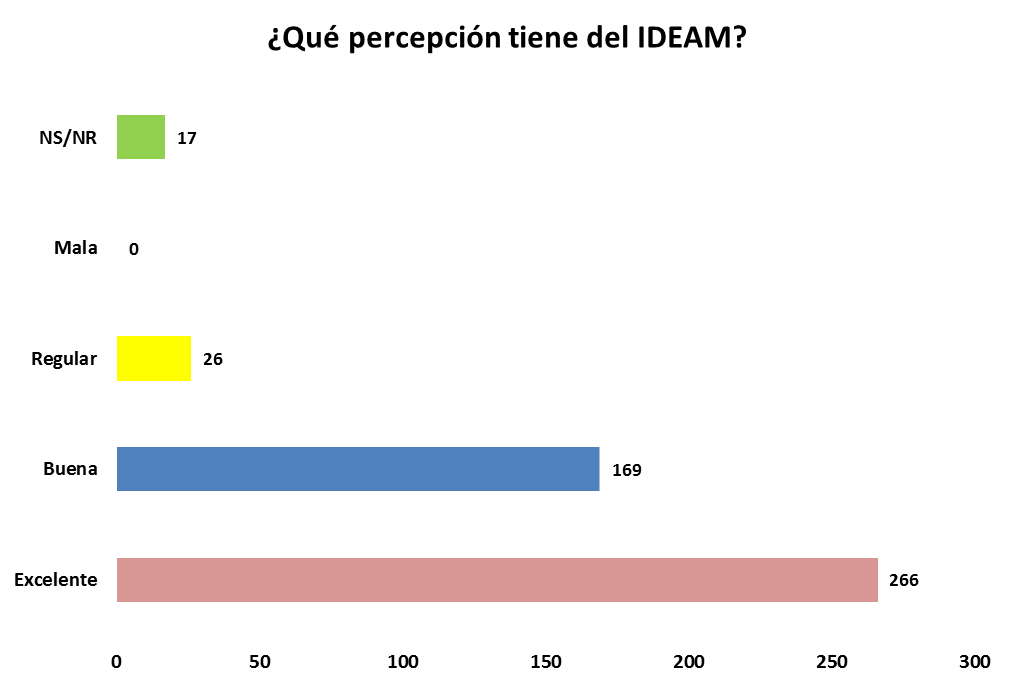 ¿Qué percepción tiene del IDEAM?
NS/NR 17
Mala 0
Regular 26
Buena 169
Excelente 266
0 50 100 150 200 250 300